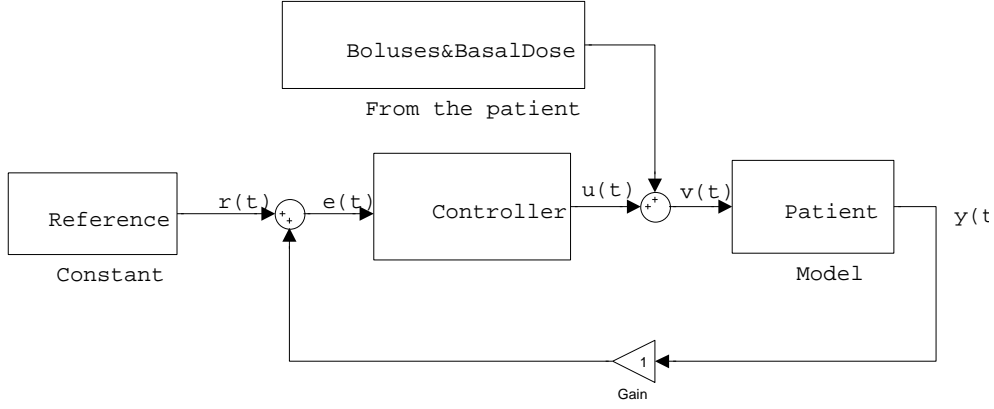 Boluses&BasalDose
From the patient
r(t)
e(t)
u(t)
v(t)
Reference
+
+
Controller
+
+
Patient
y(t
Constant
Model
1
Gain